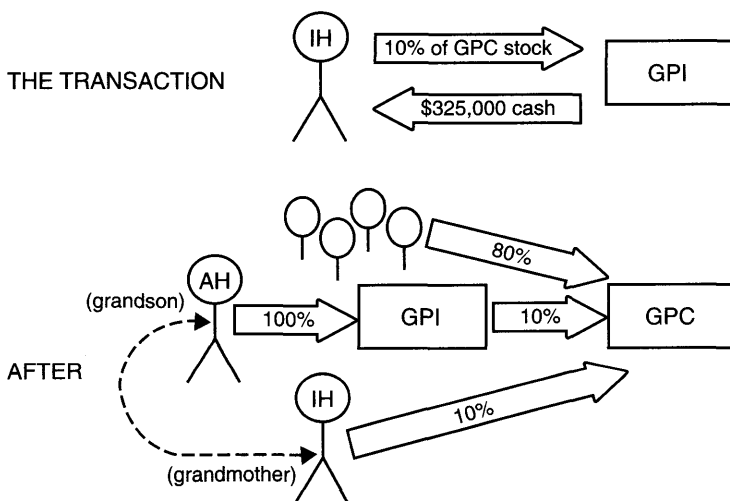 IH
10% of GPC stock
THE TRANSACTION
GPI
$325,000 cash
80%
AH
(grandson)
100%
GPI
10%
GPC
AFTER
IH
10%
(grandmother)